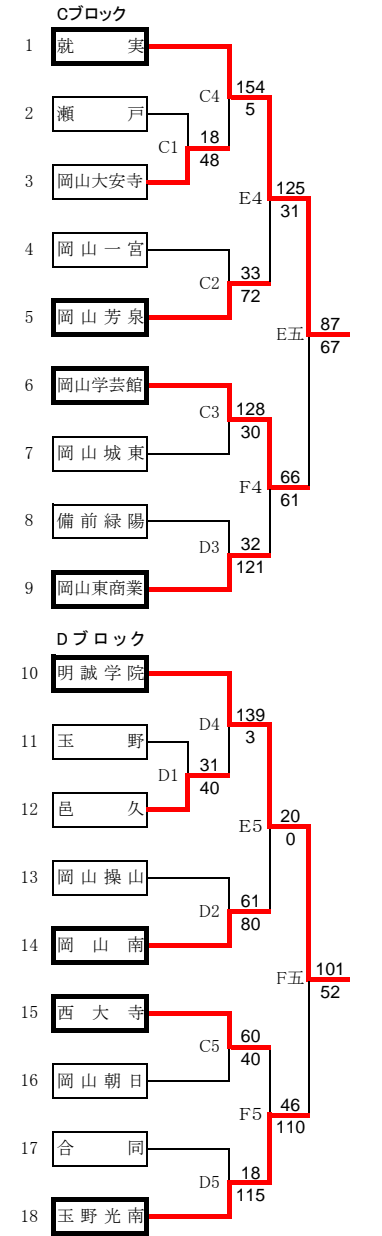 Cブロック
1 就 実
C4 154
5
2 瀬 戸
C1 18
48
3 岡山大安寺
E4 125
31
4 岡山一宮
C2 33
72
5 岡山芳泉
E五 87
67
6 岡山学芸館
C3 128
30
7 岡山城東
F4 66
61
8 備前緑陽
D3 32
121
9 岡山東商業
Dブロック
10 明誠学院
D4 139
3
11 玉 野
D1 31
40
12 邑 久
E5 20
0
13 岡山操山
D2 61
80
14 岡山南
F五 101
52
15 西大寺
C5 60
40
16 岡山朝日
F5 46
110
17 合 同
D5 18
115
18 玉野光南